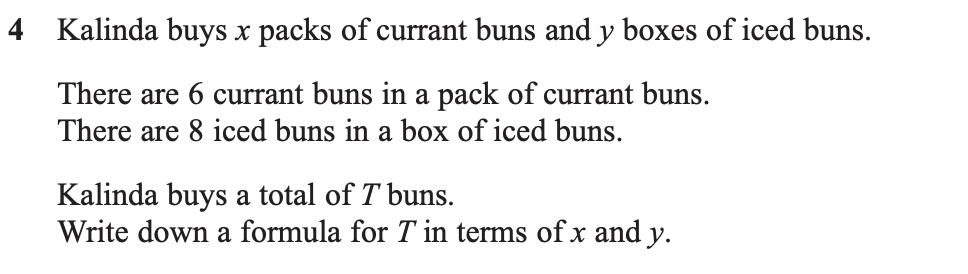 4 Kalinda buys x packs of currant buns and y boxes of iced buns.
There are 6 currant buns in a pack of currant buns.
There are 8 iced buns in a box of iced buns.
Kalinda buys a total of T buns.
Write down a formula for T in terms of x and y.